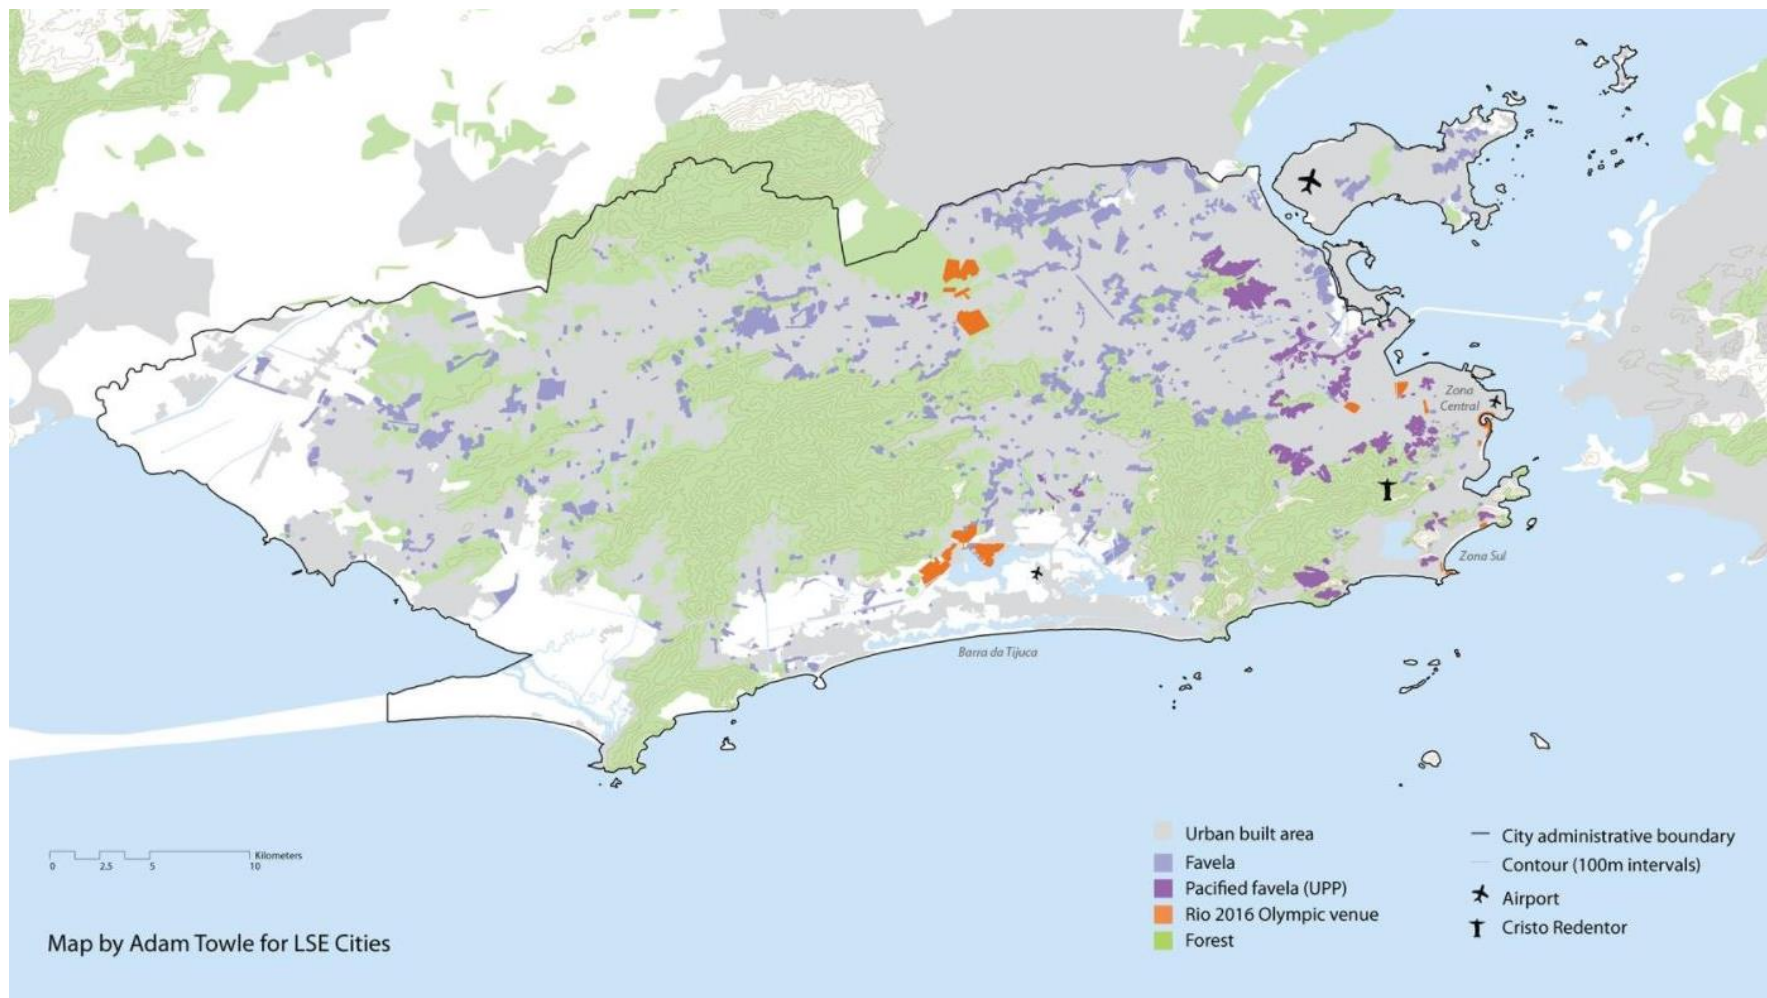 Zona
Central
Zona Sul
Barra da Tijuca
Kilometers
0 2.5 5 10
Map by Adam Towle for LSE Cities
Urban built area
Favela
Pacified favela (UPP)
Rio 2016 Olympic venue
Forest
City administrative boundary
Contour (100m intervals)
Airport
Cristo Redentor